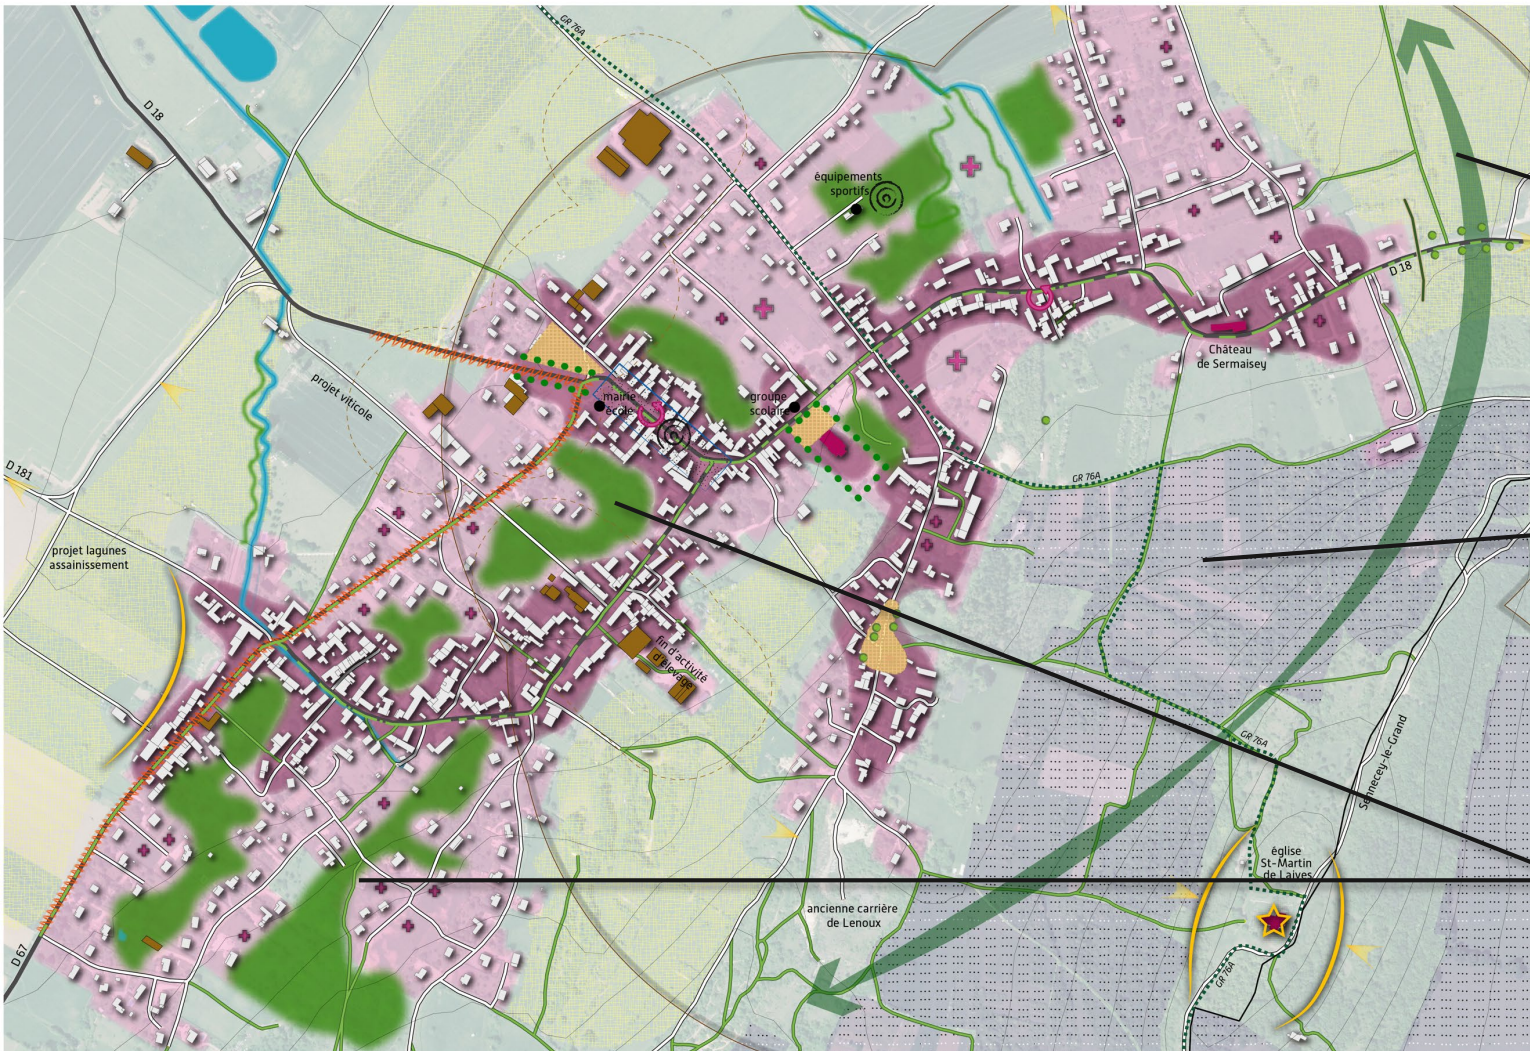 GR 76A
D 18
équipements
sportifs
D 18
Château
de Sermaisey
projet viticole
mairie
école
groupe
scolaire
D 181
GR 76A
projet lagunes
assainissement
fin d'activité
d'élevage
GR 76A
Sennecey-le-Grand
église
St-Martin
de Laives
ancienne carrière
de Lenoux
D 67
GR 76A